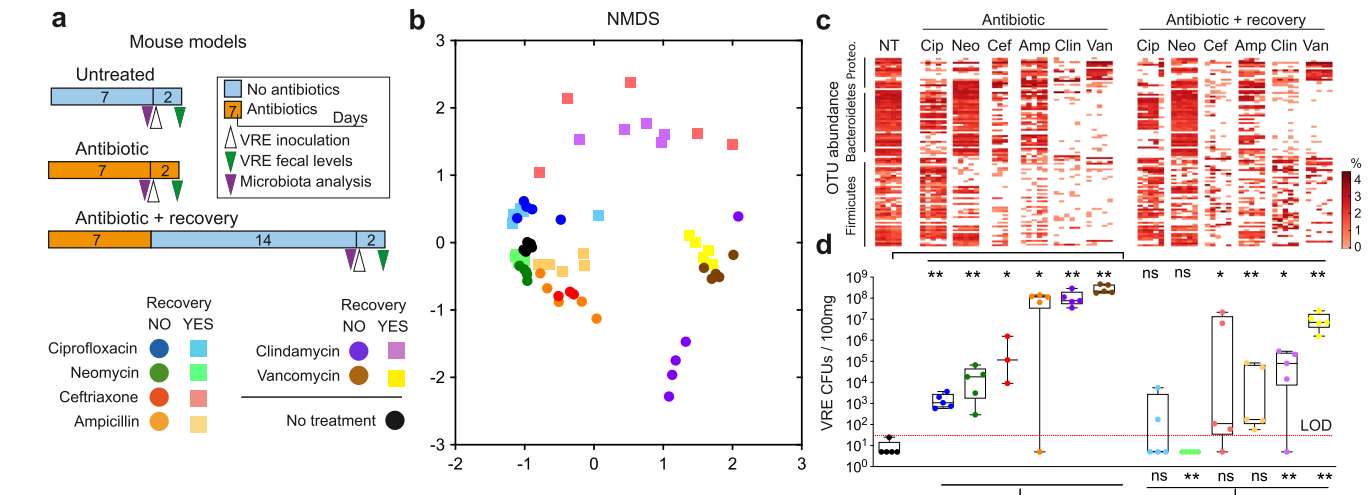 a
Mouse models
Untreated
7 2
Antibiotic
7 2
Antibiotic + recovery
7 14 2
No antibiotics
7 Antibiotics
Days
VRE inoculation
VRE fecal levels
Microbiota analysis
Recovery
NO YES
Ciprofloxacin
Neomycin
Ceftriaxone
Ampicillin
Recovery
NO YES
Clindamycin
Vancomycin
No treatment
b
NMDS
3
2
1
0
-1
-2
-3
-2 -1 0 1 2 3
c
Antibiotic Antibiotic + recovery
NT Cip Neo Cef Amp Clin Van Cip Neo Cef Amp Clin Van
OTU abundance
Proteo.
Bacteroidetes
Firmicutes
%
4
3
2
1
0
d
** ** * * ** ** ns ns * ** * **
VRE CFUs / 100mg
10⁹
10⁸
10⁷
10⁶
10⁵
10⁴
10³
10²
10¹
10⁰
LOD
ns ** ns ns ** **